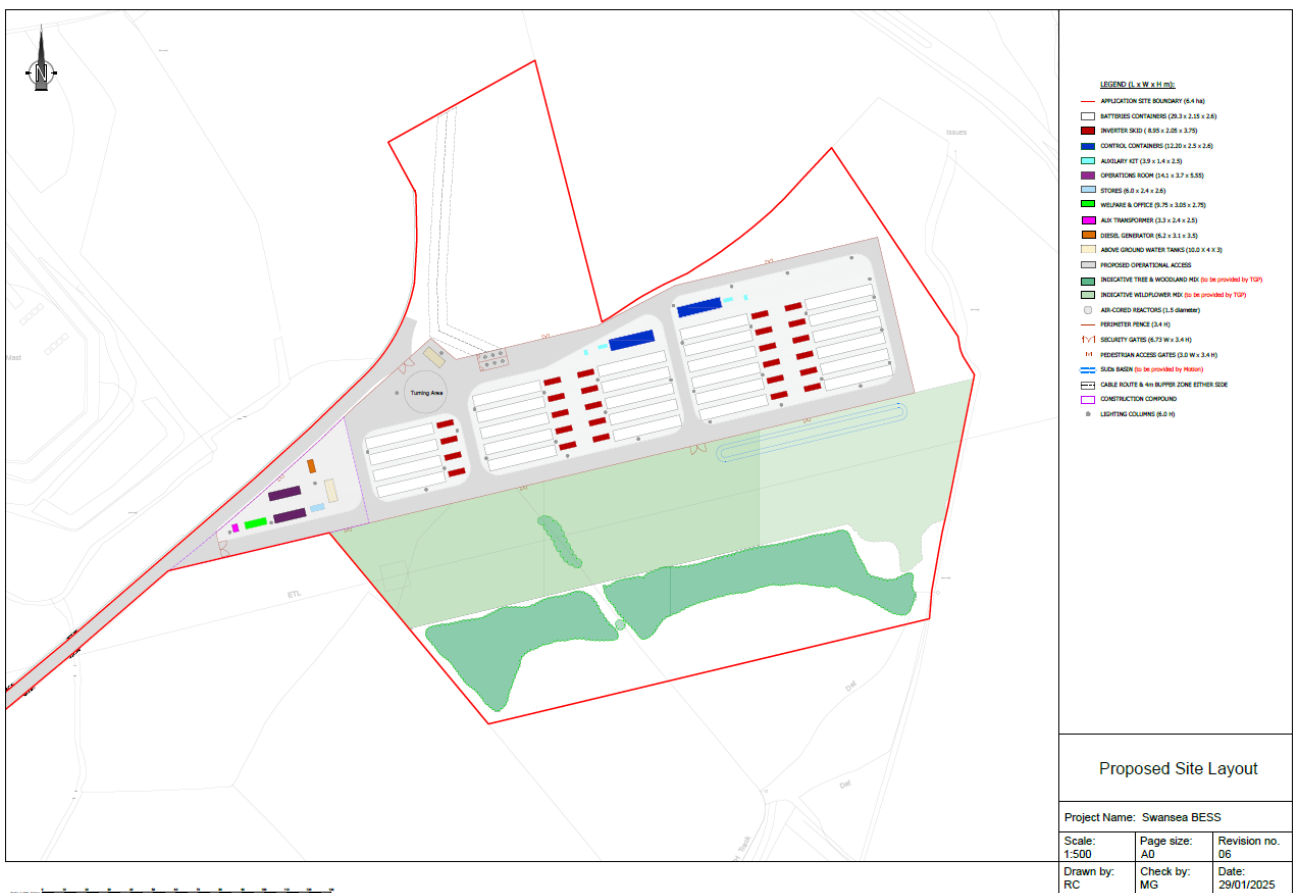 N
Issues
Mast
Turning Area
ETL
Def
Def
Track
LEGEND (L x W x H m):
APPLICATION SITE BOUNDARY (6.4 ha)
BATTERIES CONTAINERS (29.3 x 2.15 x 2.6)
INVERTER SKID ( 8.95 x 2.05 x 3.75)
CONTROL CONTAINERS (12.20 x 2.5 x 2.6)
AUXILARY KIT (3.9 x 1.4 x 2.5)
OPERATIONS ROOM (14.1 x 3.7 x 5.55)
STORES (6.0 x 2.4 x 2.6)
WELFARE & OFFICE (9.75 x 3.05 x 2.75)
AUX TRANSFORMER (3.3 x 2.4 x 2.5)
DIESEL GENERATOR (6.2 x 3.1 x 3.5)
ABOVE GROUND WATER TANKS (10.0 X 4 X 3)
PROPOSED OPERATIONAL ACCESS
INDICATIVE TREE & WOODLAND MIX (to be provided by TGP)
INDICATIVE WILDFLOWER MIX (to be provided by TGP)
AIR-CORED REACTORS (1.5 diameter)
PERIMETER FENCE (3.4 H)
SECURITY GATES (6.73 W x 3.4 H)
PEDESTRIAN ACCESS GATES (3.0 W x 3.4 H)
SUDs BASIN (to be provided by Motion)
CABLE ROUTE & 4m BUFFER ZONE EITHER SIDE
CONSTRUCTION COMPOUND
LIGHTING COLUMNS (6.0 H)
Proposed Site Layout
Project Name: Swansea BESS
Scale: 1:500
Page size: A0
Revision no. 06
Drawn by: RC
Check by: MG
Date: 29/01/2025